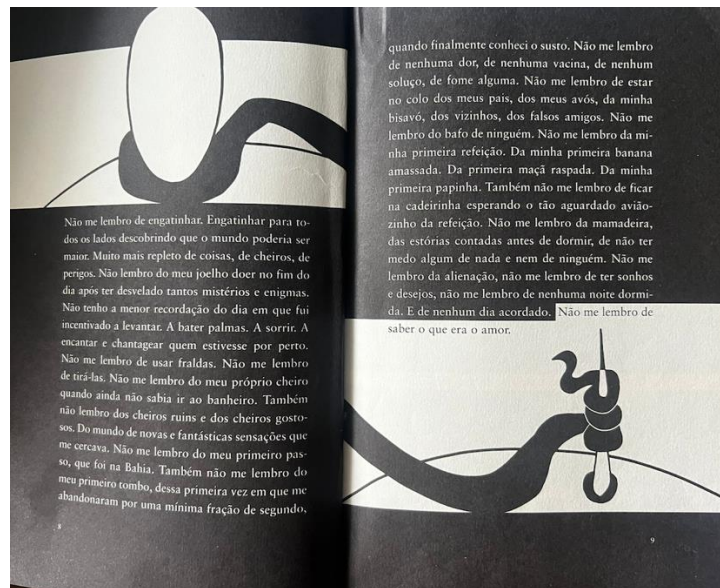 Não me lembro de engatinhar. Engatinhar para to-
dos os lados descobrindo que o mundo poderia ser
maior. Muito mais repleto de coisas, de cheiros, de
perigos. Não lembro do meu joelho doer no fim do
dia após ter desvelado tantos mistérios e enigmas.
Não tenho a menor recordação do dia em que fui
incentivado a levantar. A bater palmas. A sorrir. A
encantar e chantagear quem estivesse por perto.
Não me lembro de usar fraldas. Não me lembro
de tirá-las. Não me lembro do meu próprio cheiro
quando ainda não sabia ir ao banheiro. Também
não lembro dos cheiros ruins e dos cheiros gosto-
sos. Do mundo de novas e fantásticas sensações que
me cercava. Não me lembro do meu primeiro pas-
so, que foi na Bahia. Também não me lembro do
meu primeiro tombo, dessa primeira vez em que me
abandonaram por uma mínima fração de segundo,
8
quando finalmente conheci o susto. Não me lembro
de nenhuma dor, de nenhuma vacina, de nenhum
soluço, de fome alguma. Não me lembro de estar
no colo dos meus pais, dos meus avós, da minha
bisavó, dos vizinhos, dos falsos amigos. Não me
lembro do bafo de ninguém. Não me lembro da mi-
nha primeira refeição. Da minha primeira banana
amassada. Da primeira maçã raspada. Da minha
primeira papinha. Também não me lembro de ficar
na cadeirinha esperando o tão aguardado avião-
zinho da refeição. Não me lembro da mamadeira,
das estórias contadas antes de dormir, de não ter
medo algum de nada e nem de ninguém. Não me
lembro da alienação, não me lembro de ter sonhos
e desejos, não me lembro de nenhuma noite dormi-
da. E de nenhum dia acordado. Não me lembro de
saber o que era o amor.
9